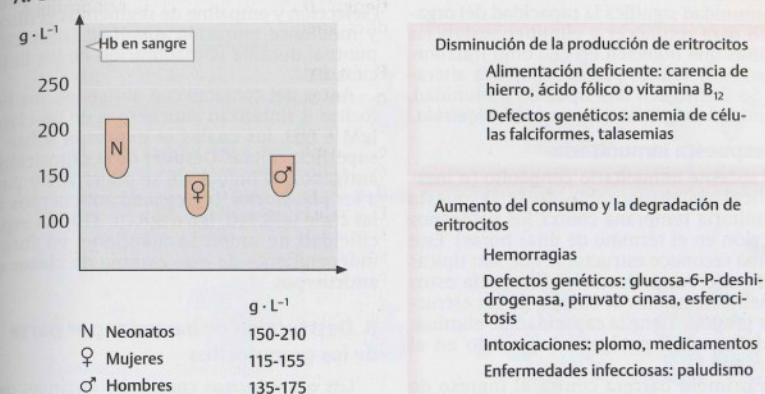 g · L⁻¹
Hb en sangre
250
200
150
100
N
♀
♂
g · L⁻¹
N Neonatos 150-210
♀ Mujeres 115-155
♂ Hombres 135-175
Disminución de la producción de eritrocitos
Alimentación deficiente: carencia de
hierro, ácido fólico o vitamina B₁₂
Defectos genéticos: anemia de célu-
las falciformes, talasemias
Aumento del consumo y la degradación de
eritrocitos
Hemorragias
Defectos genéticos: glucosa-6-P-deshi-
drogenasa, piruvato cinasa, esferoci-
tosis
Intoxicaciones: plomo, medicamentos
Enfermedades infecciosas: paludismo